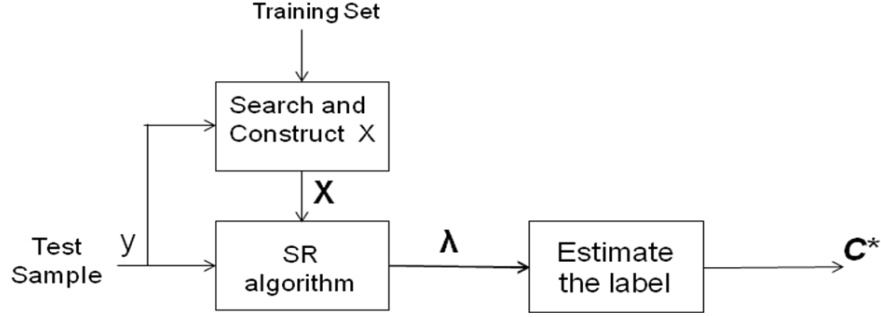 Training Set
Search and
Construct X
X
y
Test
Sample
SR
algorithm
λ
Estimate
the label
C*